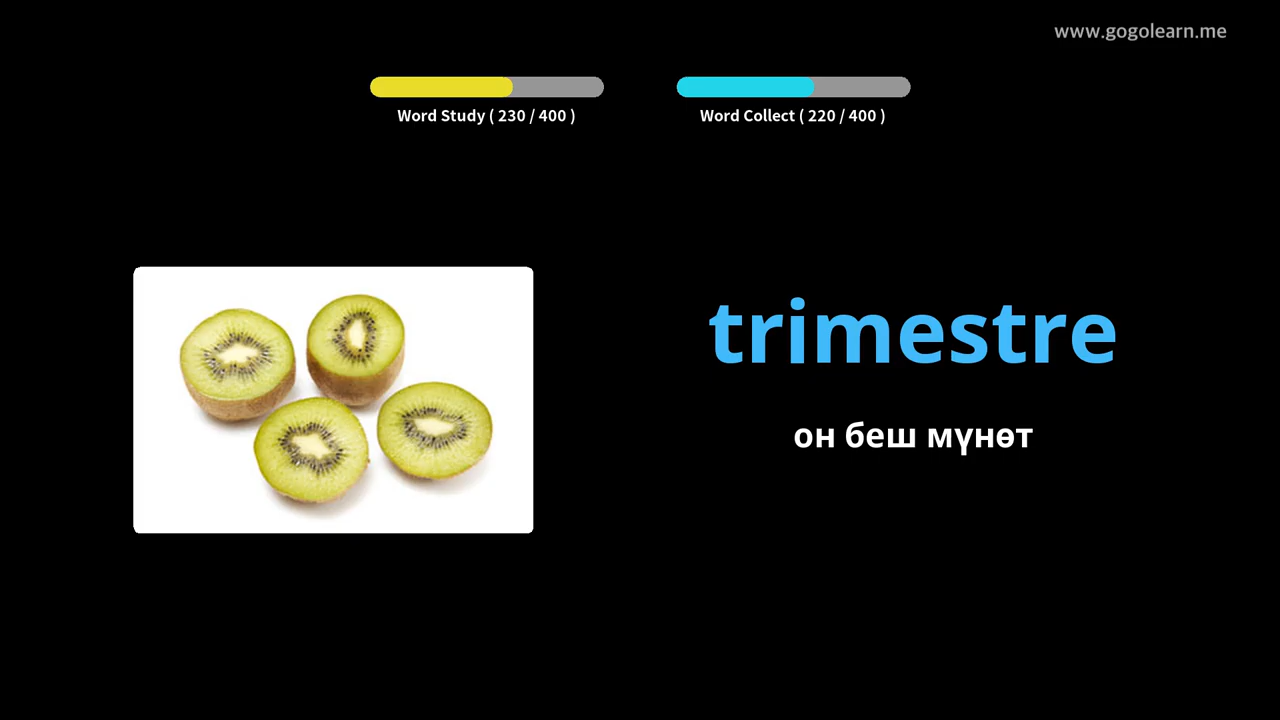 www.gogolearn.me
Word Study ( 230 / 400 )
Word Collect ( 220 / 400 )
trimestre
он беш мүнөт